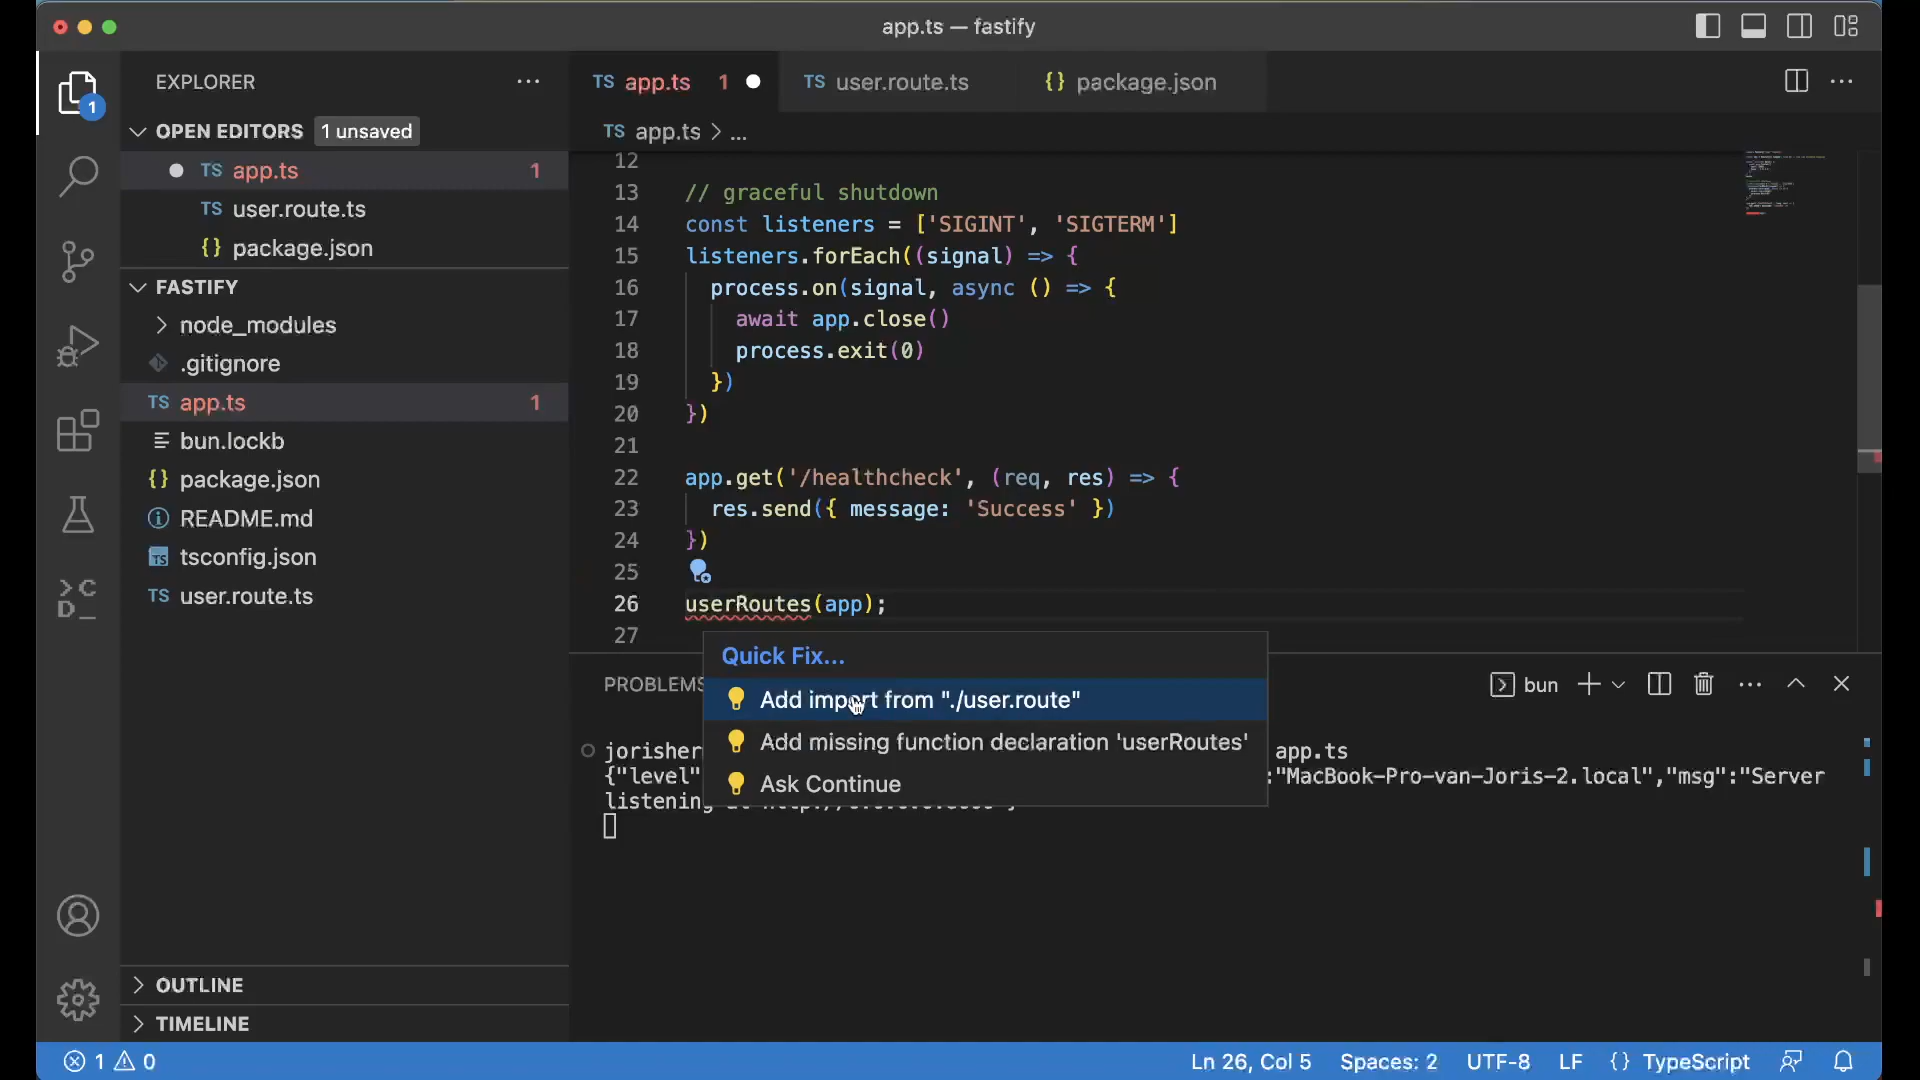 app.ts — fastify
EXPLORER
OPEN EDITORS 1 unsaved
TS app.ts 1
TS user.route.ts
{} package.json
FASTIFY
node_modules
.gitignore
TS app.ts 1
bun.lockb
{} package.json
README.md
TS tsconfig.json
TS user.route.ts
OUTLINE
TIMELINE
1
TS app.ts 1
TS user.route.ts
{} package.json
TS app.ts > ...
12
13 // graceful shutdown
14 const listeners = ['SIGINT', 'SIGTERM']
15 listeners.forEach((signal) => {
16 process.on(signal, async () => {
17 await app.close()
18 process.exit(0)
19 })
20 })
21
22 app.get('/healthcheck', (req, res) => {
23 res.send({ message: 'Success' })
24 })
25
26 userRoutes(app);
27
Quick Fix...
Add import from "./user.route"
Add missing function declaration 'userRoutes'
Ask Continue
PROBLEMS
bun
app.ts
{"level" :"MacBook-Pro-van-Joris-2.local","msg":"Server
listening
1 0
Ln 26, Col 5 Spaces: 2 UTF-8 LF {} TypeScript